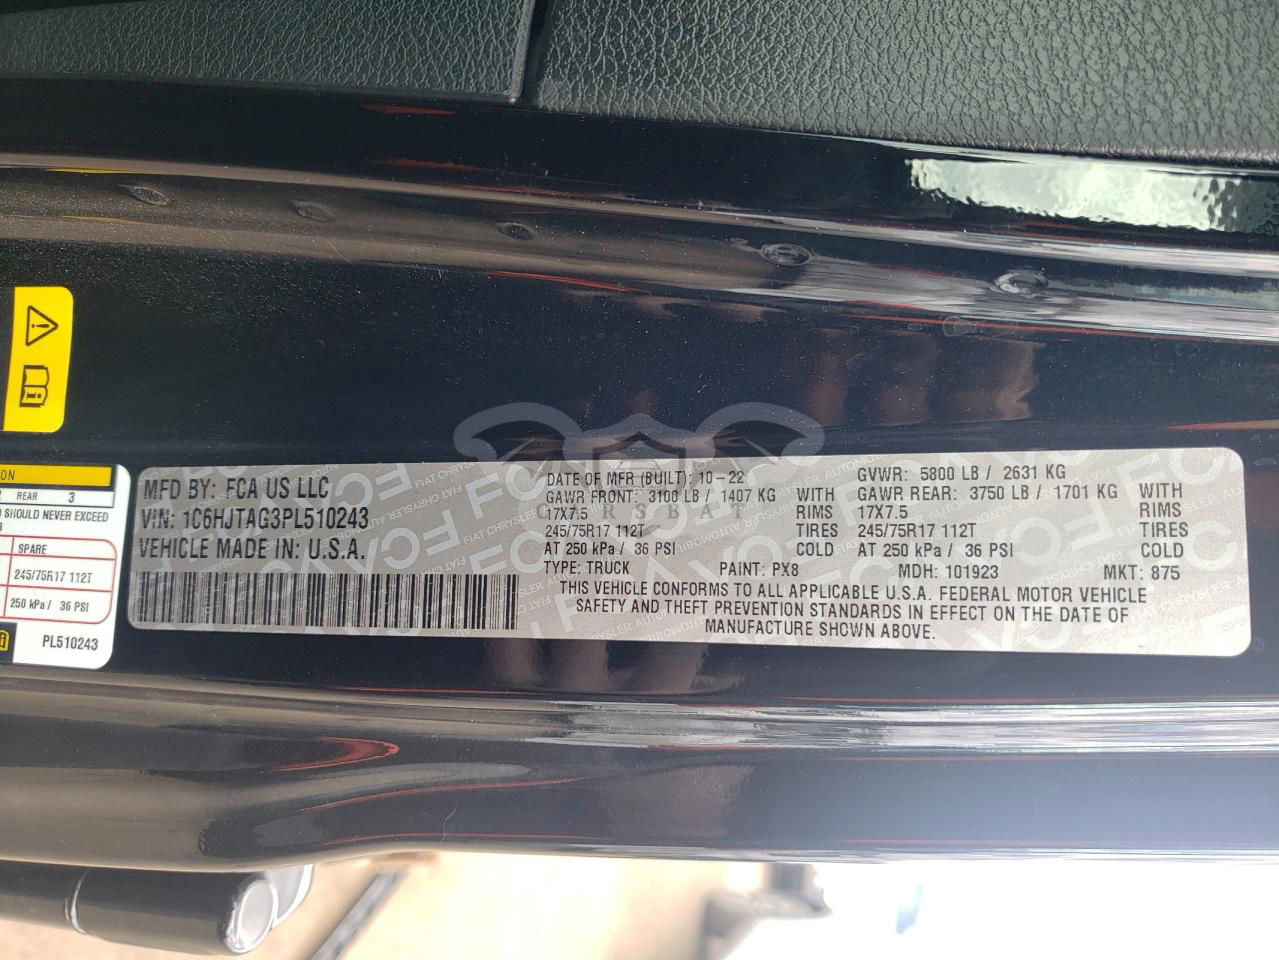 MFD BY: FCA US LLC
VIN: 1C6HJTAG3PL510243
VEHICLE MADE IN: U.S.A.
DATE OF MFR (BUILT): 10-22
GAWR FRONT: 3100 LB / 1407 KG WITH
17X7.5 RIMS
245/75R17 112T TIRES
AT 250 kPa / 36 PSI COLD
GVWR: 5800 LB / 2631 KG
GAWR REAR: 3750 LB / 1701 KG WITH
17X7.5 RIMS
245/75R17 112T TIRES
AT 250 kPa / 36 PSI COLD
TYPE: TRUCK PAINT: PX8 MDH: 101923 MKT: 875
THIS VEHICLE CONFORMS TO ALL APPLICABLE U.S.A. FEDERAL MOTOR VEHICLE
SAFETY AND THEFT PREVENTION STANDARDS IN EFFECT ON THE DATE OF
MANUFACTURE SHOWN ABOVE.
ON
REAR 3
SHOULD NEVER EXCEED
SPARE
245/75R17 112T
250 kPa / 36 PSI
PL510243